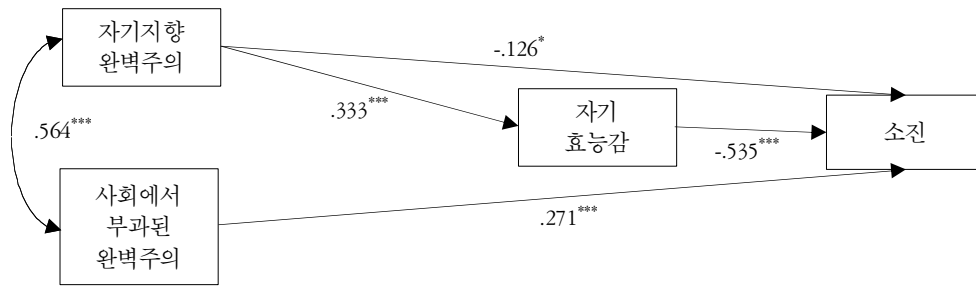 자기지향
완벽주의
-.126*
.333***
자기
효능감
소진
.564***
-.535***
사회에서
부과된
완벽주의
.271***